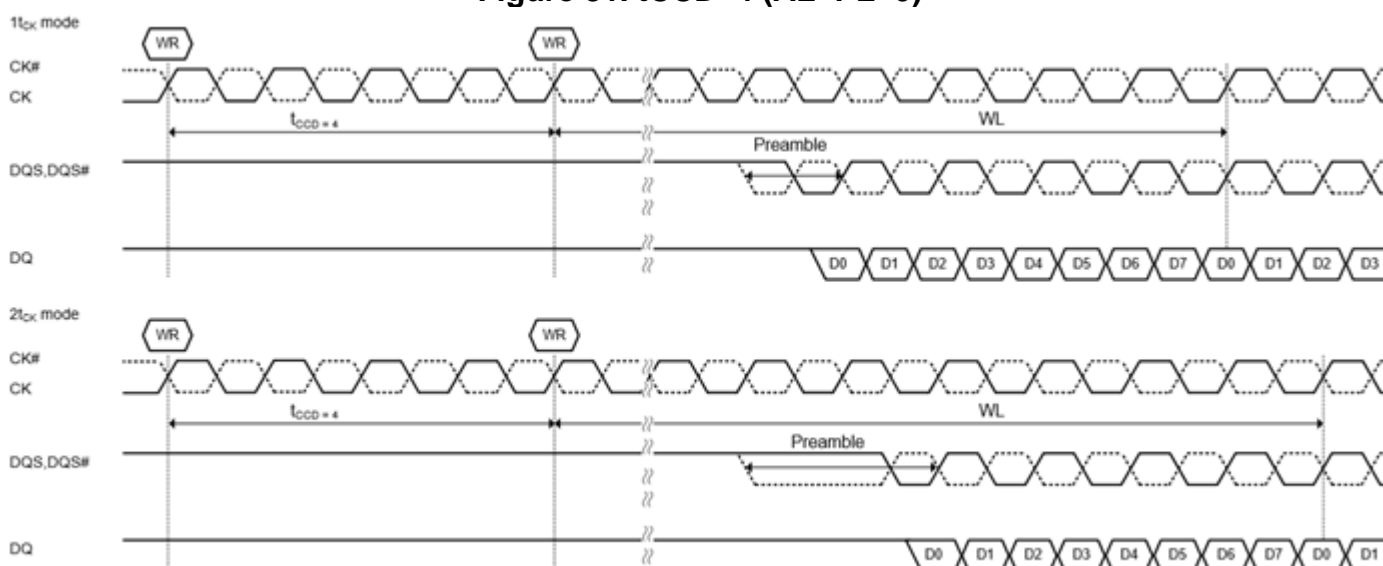 1tCK mode
WR WR
CK#
CK
tCCD = 4 WL
Preamble
DQS,DQS#
DQ D0 D1 D2 D3 D4 D5 D6 D7 D0 D1 D2 D3
2tCK mode
WR WR
CK#
CK
tCCD = 4 WL
Preamble
DQS,DQS#
DQ D0 D1 D2 D3 D4 D5 D6 D7 D0 D1